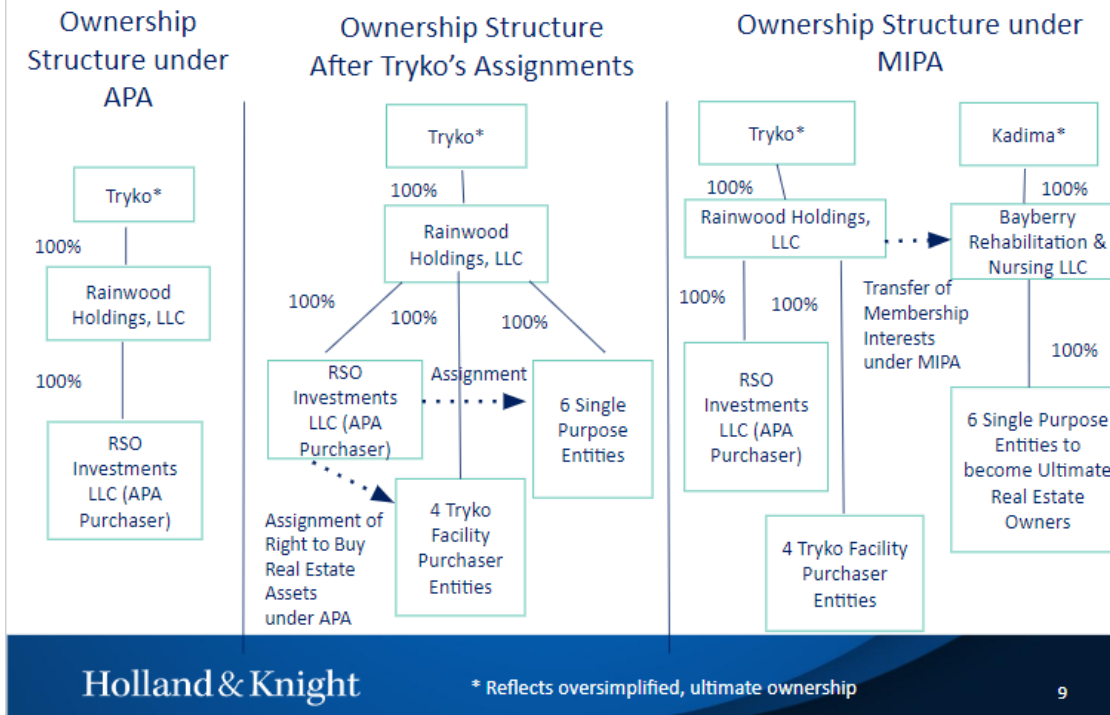 Ownership
Structure under
APA
Tryko*
100%
Rainwood
Holdings, LLC
100%
RSO
Investments
LLC (APA
Purchaser)
Ownership Structure
After Tryko's Assignments
Tryko*
100%
Rainwood
Holdings, LLC
100%
100%
100%
RSO
Investments
LLC (APA
Purchaser)
Assignment
6 Single
Purpose
Entities
Assignment of
Right to Buy
Real Estate
Assets
under APA
4 Tryko
Facility
Purchaser
Entities
Ownership Structure under
MIPA
Tryko*
100%
Rainwood Holdings,
LLC
Kadima*
100%
Bayberry
Rehabilitation &
Nursing LLC
Transfer of
Membership
Interests
under MIPA
100%
100%
100%
RSO
Investments
LLC (APA
Purchaser)
4 Tryko Facility
Purchaser
Entities
6 Single Purpose
Entities to
become Ultimate
Real Estate
Owners
Holland & Knight
* Reflects oversimplified, ultimate ownership
9